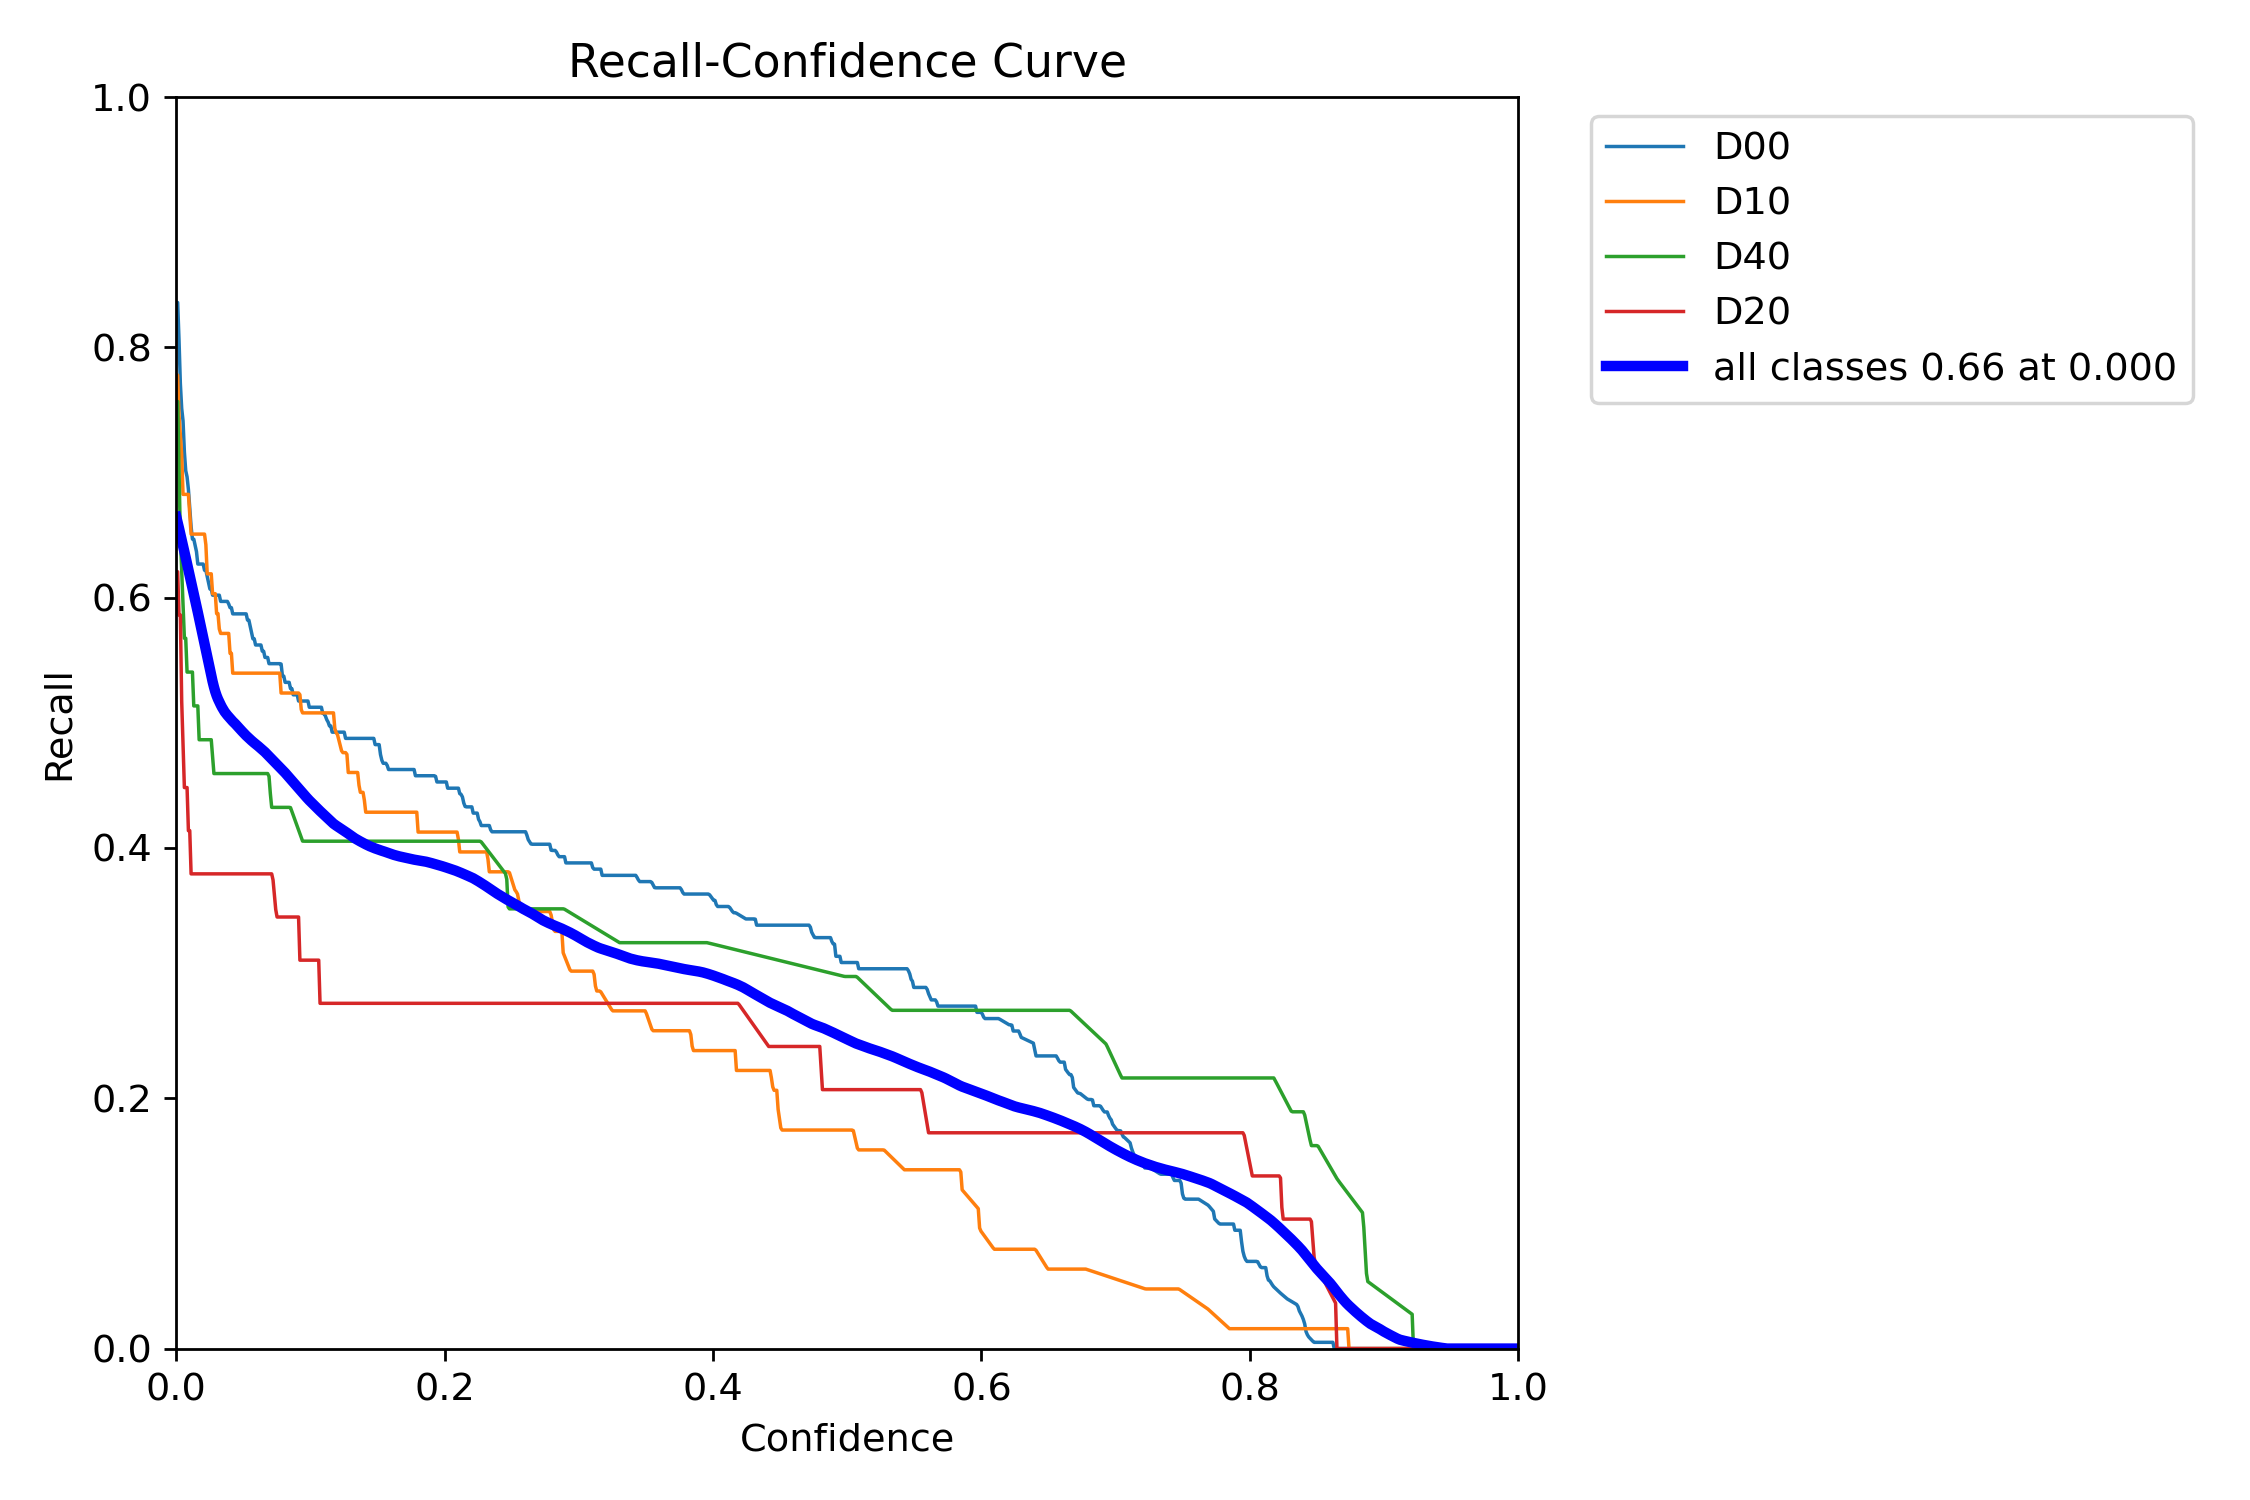 Recall-Confidence Curve
1.0
0.8
0.6
0.4
0.2
0.0
Recall
0.0 0.2 0.4 0.6 0.8 1.0
Confidence
D00
D10
D40
D20
all classes 0.66 at 0.000